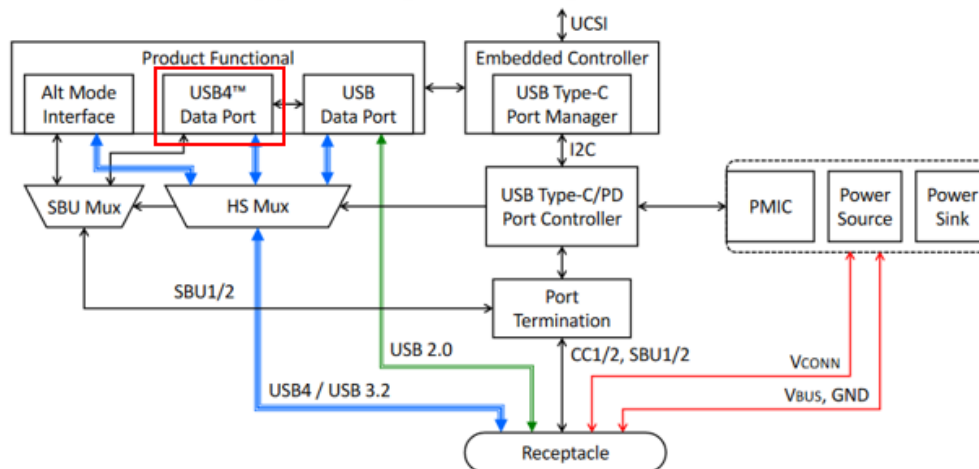 UCSI
Product Functional
Embedded Controller
Alt Mode
Interface
USB4™
Data Port
USB
Data Port
USB Type-C
Port Manager
I2C
SBU Mux
HS Mux
USB Type-C/PD
Port Controller
PMIC
Power
Source
Power
Sink
SBU1/2
Port
Termination
USB 2.0
CC1/2, SBU1/2
VCONN
USB4 / USB 3.2
VBUS, GND
Receptacle